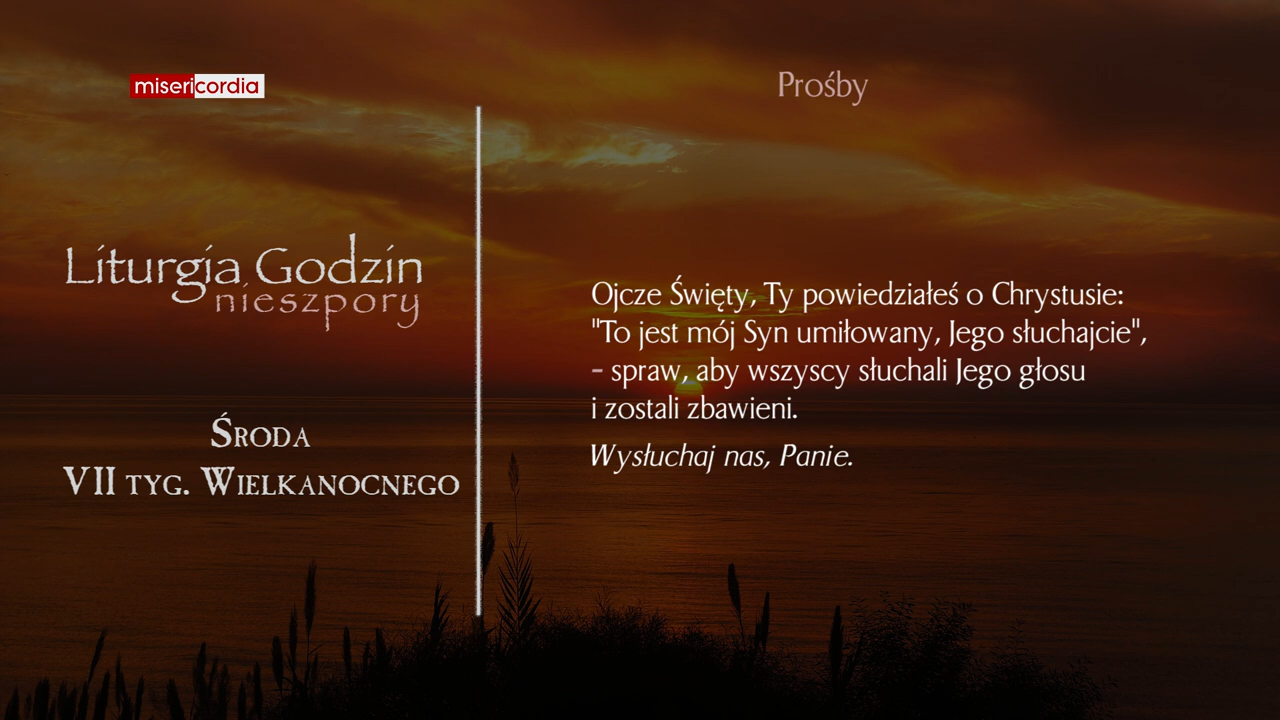 misericordia
Liturgia Godzin
nieszpory
Środa
VII tyg. Wielkanocnego
Prośby
Ojcze Święty, Ty powiedziałeś o Chrystusie:
"To jest mój Syn umiłowany, Jego słuchajcie",
- spraw, aby wszyscy słuchali Jego głosu
i zostali zbawieni.
Wysłuchaj nas, Panie.